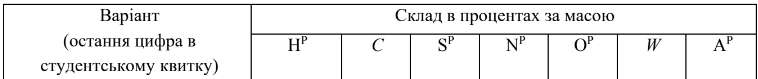 Варіант
(остання цифра в
студентському квитку)
Склад в процентах за масою
Hᴾ C Sᴾ Nᴾ Oᴾ W Aᴾ